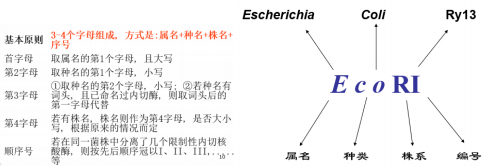 基本原则 3-4个字母组成，方式是:属名+种名+株名+
序号
首字母 取属名的第1个字母，且大写
第2字母 取种名的第1个字母，小写
第3字母 ①取种名的第2个字母，小写；②若种名有
词头，且已命名过内切酶，则取词头后的
第一字母代替
第4字母 若有株名，株名则作为第4字母，是否大小
写，根据原来的情况而定
顺序号 若在同一菌株中分离了几个限制性内切核
酸酶，则按先后顺序冠以I、II、III,......
等
10
Escherichia Coli Ry13
E c o RI
属名 种类 株系 编号